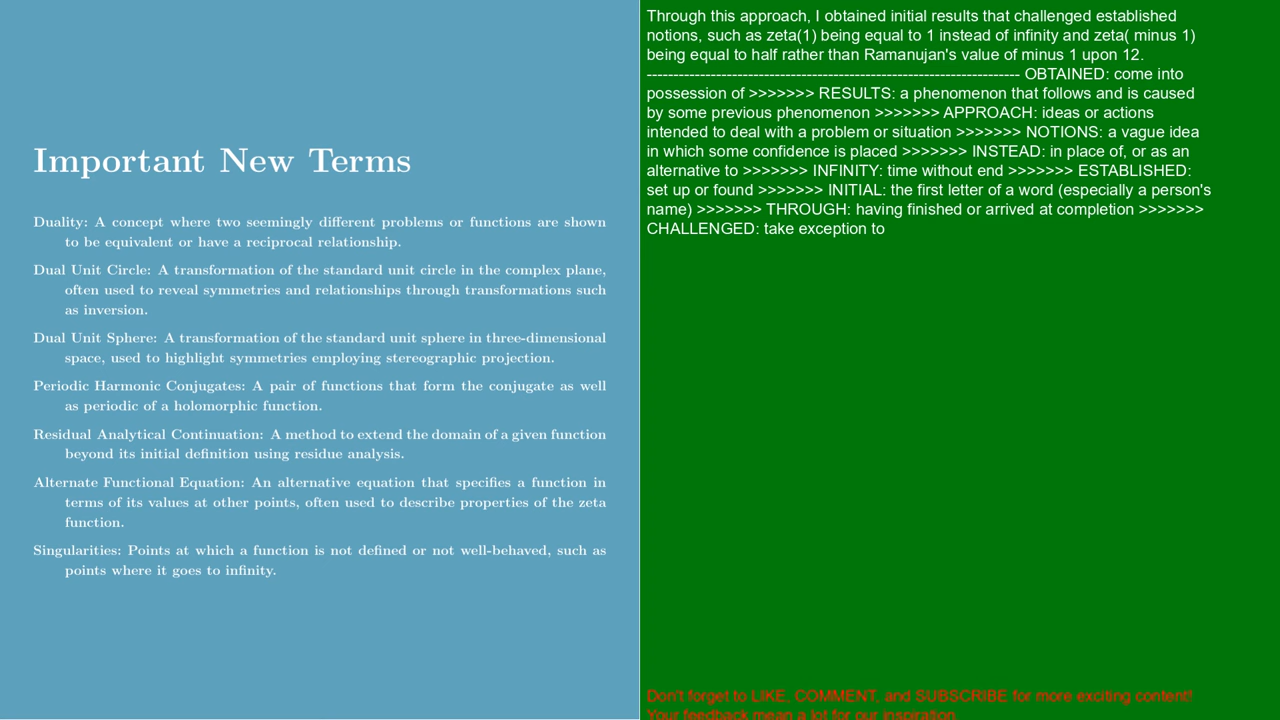 Important New Terms
Duality: A concept where two seemingly different problems or functions are shown
to be equivalent or have a reciprocal relationship.
Dual Unit Circle: A transformation of the standard unit circle in the complex plane,
often used to reveal symmetries and relationships through transformations such
as inversion.
Dual Unit Sphere: A transformation of the standard unit sphere in three-dimensional
space, used to highlight symmetries employing stereographic projection.
Periodic Harmonic Conjugates: A pair of functions that form the conjugate as well
as periodic of a holomorphic function.
Residual Analytical Continuation: A method to extend the domain of a given function
beyond its initial definition using residue analysis.
Alternate Functional Equation: An alternative equation that specifies a function in
terms of its values at other points, often used to describe properties of the zeta
function.
Singularities: Points at which a function is not defined or not well-behaved, such as
points where it goes to infinity.
Through this approach, I obtained initial results that challenged established
notions, such as zeta(1) being equal to 1 instead of infinity and zeta( minus 1)
being equal to half rather than Ramanujan's value of minus 1 upon 12.
---------------------------------------------------------------------- OBTAINED: come into
possession of >>>>>>> RESULTS: a phenomenon that follows and is caused
by some previous phenomenon >>>>>>> APPROACH: ideas or actions
intended to deal with a problem or situation >>>>>>> NOTIONS: a vague idea
in which some confidence is placed >>>>>>> INSTEAD: in place of, or as an
alternative to >>>>>>> INFINITY: time without end >>>>>>> ESTABLISHED:
set up or found >>>>>>> INITIAL: the first letter of a word (especially a person's
name) >>>>>>> THROUGH: having finished or arrived at completion >>>>>>>
CHALLENGED: take exception to
Don't forget to LIKE, COMMENT, and SUBSCRIBE for more exciting content!
Your feedback mean a lot for our inspiration